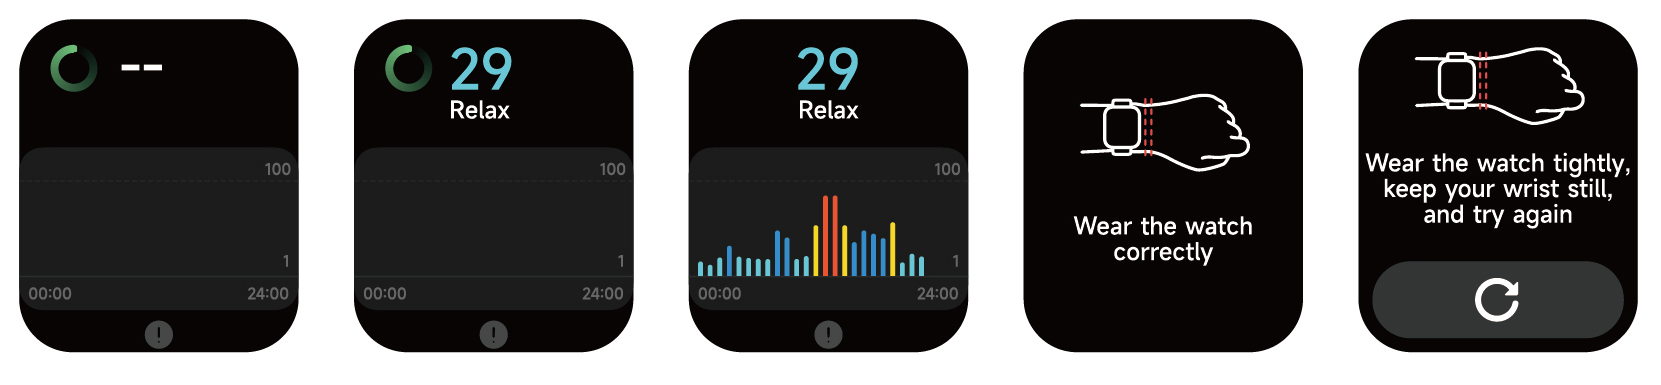 --
100
1
00:00 24:00
!
29
Relax
100
1
00:00 24:00
!
29
Relax
100
1
00:00 24:00
!
Wear the watch
correctly
Wear the watch tightly,
keep your wrist still,
and try again